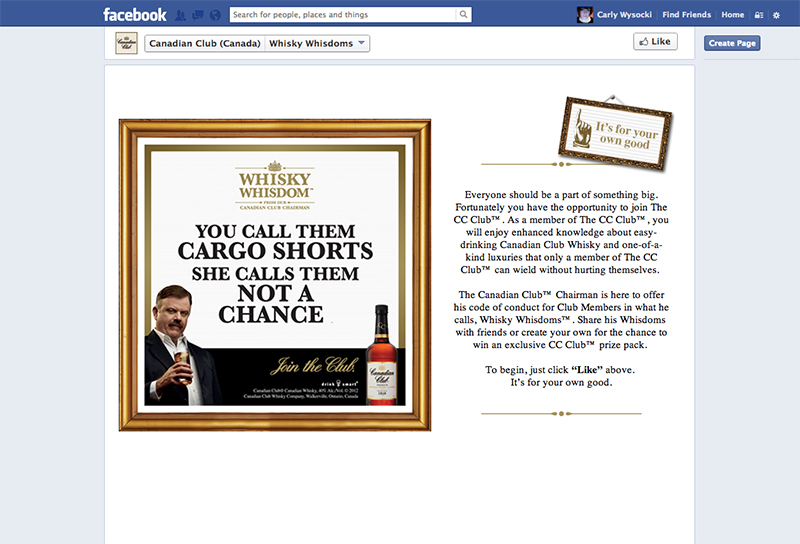 facebook
Search for people, places and things
Carly Wysocki
Find Friends
Home
Canadian Club (Canada)
Whisky Whisdoms
Like
Create Page
WHISKY
WHISDOM™
FROM OUR
CANADIAN CLUB CHAIRMAN
YOU CALL THEM
CARGO SHORTS
SHE CALLS THEM
NOT A
CHANCE
Join the Club.
drink smart®
Canadian Club® Canadian Whisky, 40% Alc./Vol. © 2012
Canadian Club Whisky Company, Walkerville, Ontario, Canada
Canadian
Club
It's for your
own good
Everyone should be a part of something big.
Fortunately you have the opportunity to join The
CC Club™. As a member of The CC Club™, you
will enjoy enhanced knowledge about easy-
drinking Canadian Club Whisky and one-of-a-
kind luxuries that only a member of The CC
Club™ can wield without hurting themselves.
The Canadian Club™ Chairman is here to offer
his code of conduct for Club Members in what he
calls, Whisky Whisdoms™. Share his Whisdoms
with friends or create your own for the chance to
win an exclusive CC Club™ prize pack.
To begin, just click “Like” above.
It's for your own good.